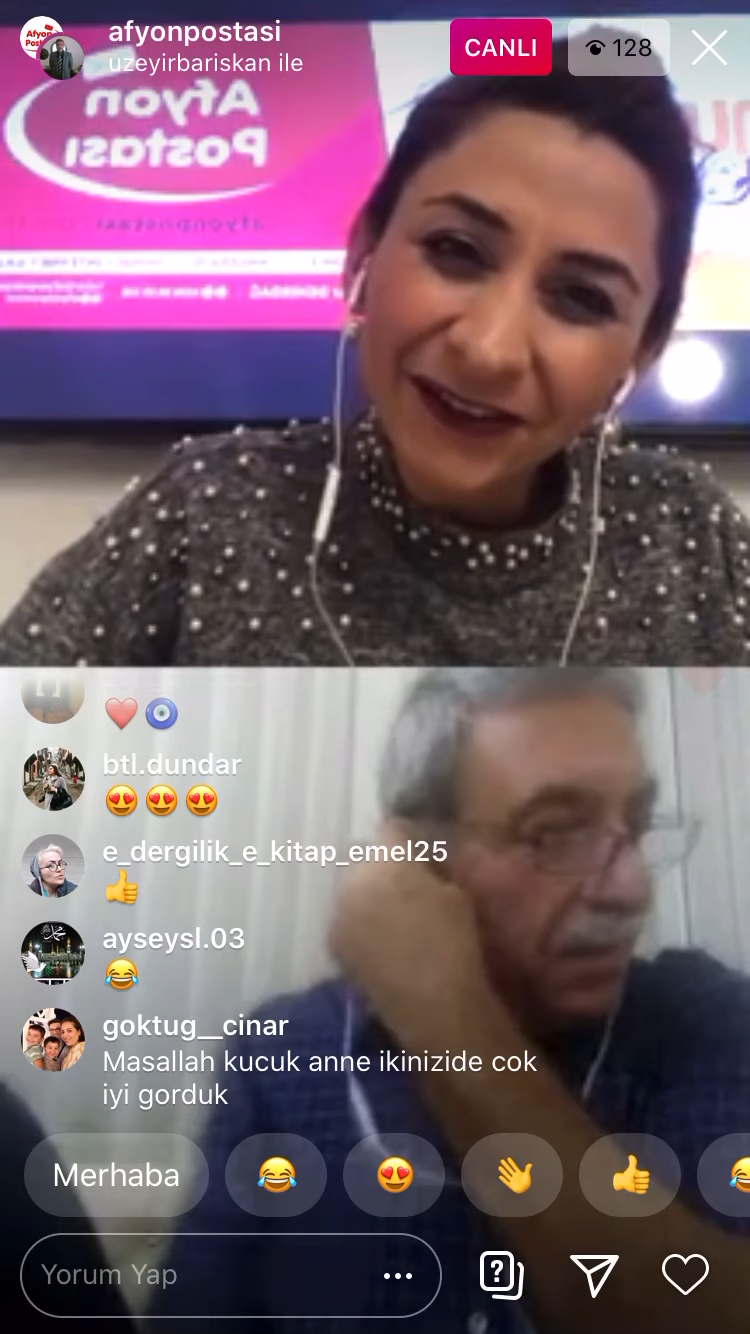 afyonpostasi
uzeyirbariskan ile
CANLI
128
Afyon
Postası
afyonpostasi
btl.dundar
e_dergilik_e_kitap_emel25
ayseysl.03
goktug__cinar
Masallah kucuk anne ikinizide cok
iyi gorduk
Merhaba
Yorum Yap